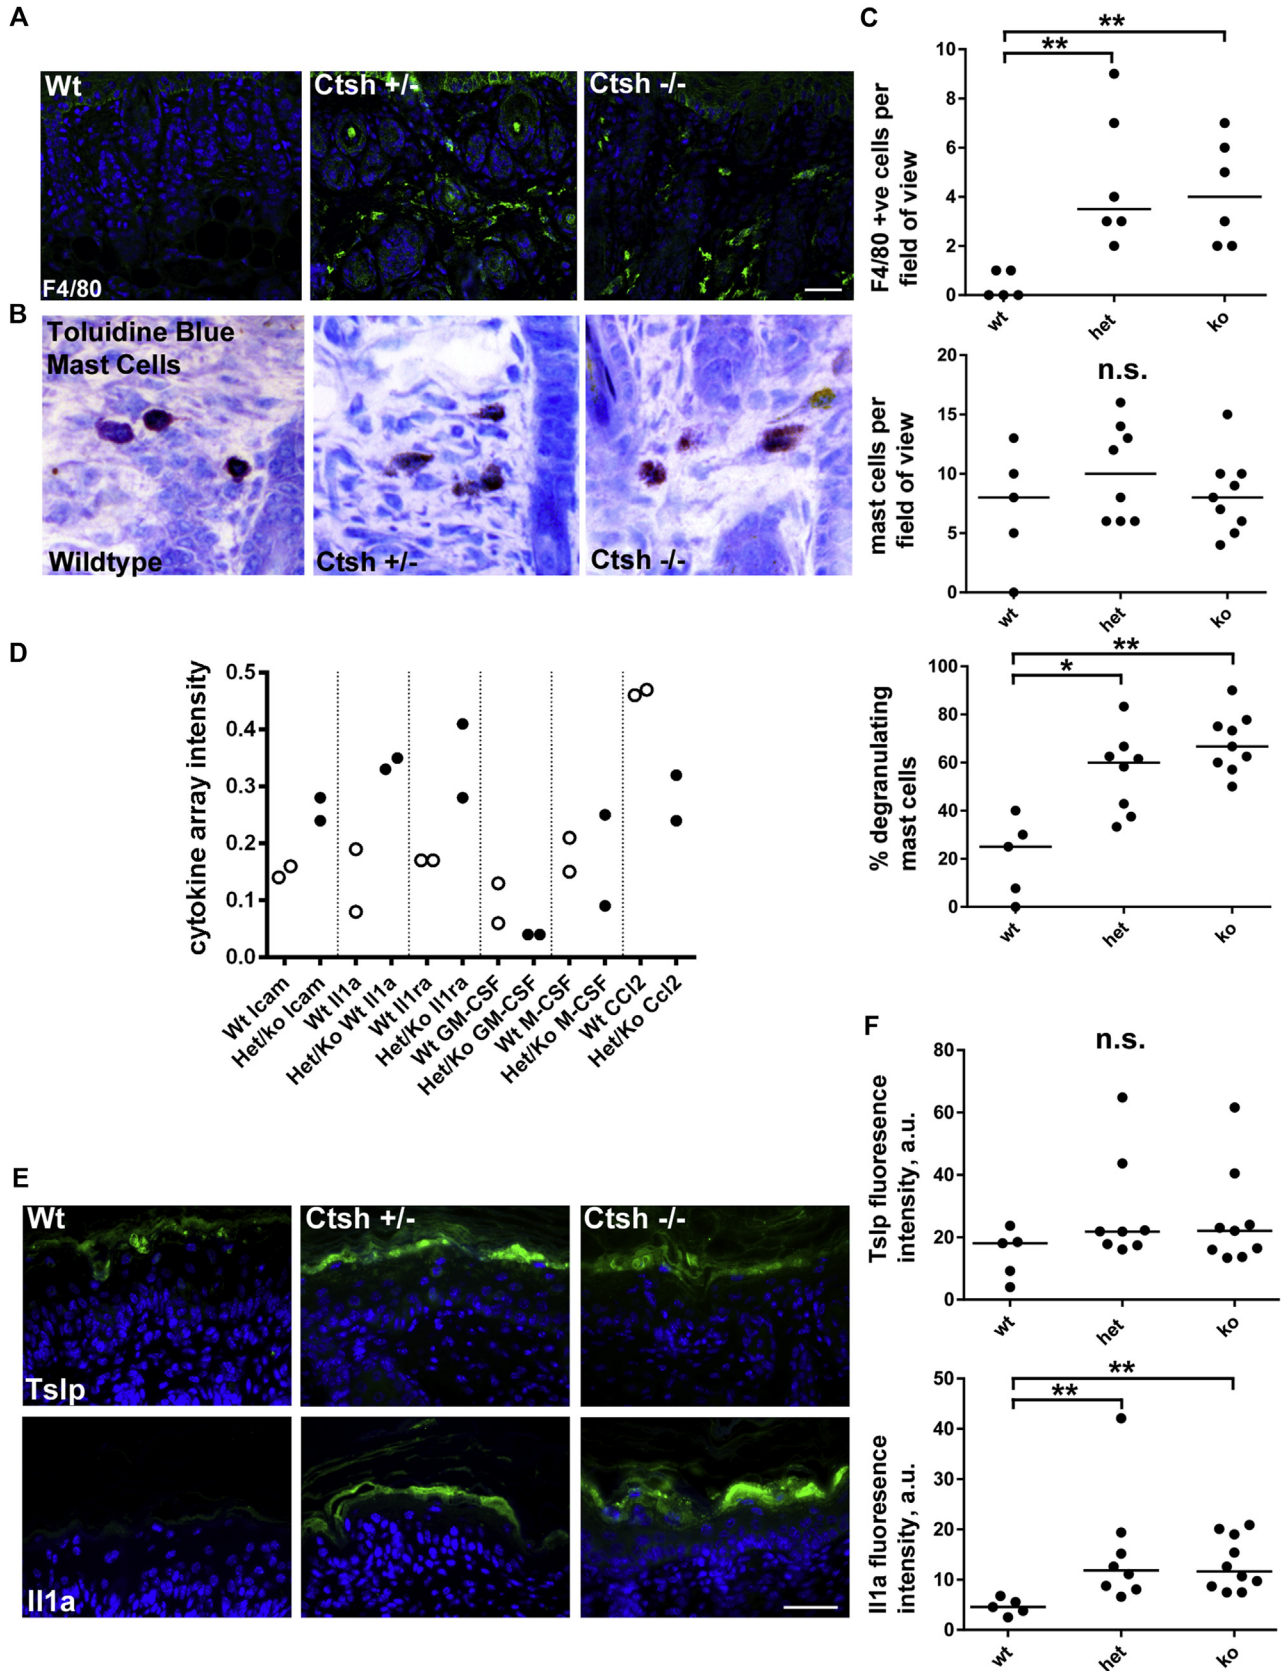 A
Wt
Ctsh +/-
Ctsh -/-
F4/80
B
Toluidine Blue
Mast Cells
Wildtype
Ctsh +/-
Ctsh -/-
C
**
**
F4/80 +ve cells per
field of view
10
8
6
4
2
0
wt
het
ko
n.s.
mast cells per
field of view
20
15
10
5
0
wt
het
ko
**
*
% degranulating
mast cells
100
80
60
40
20
0
wt
het
ko
D
cytokine array intensity
0.5
0.4
0.3
0.2
0.1
0.0
Wt Icam
Het/ko Icam
Wt Il1a
Het/Ko Wt Il1a
Wt Il1ra
Het/Ko Il1ra
Wt GM-CSF
Het/Ko GM-CSF
Wt M-CSF
Het/Ko M-CSF
Wt CCl2
Het/Ko Ccl2
E
Wt
Ctsh +/-
Ctsh -/-
Tslp
Il1a
F
n.s.
Tslp fluoresence
intensity, a.u.
80
60
40
20
0
wt
het
ko
**
**
Il1a fluoresence
intensity, a.u.
50
40
30
20
10
0
wt
het
ko